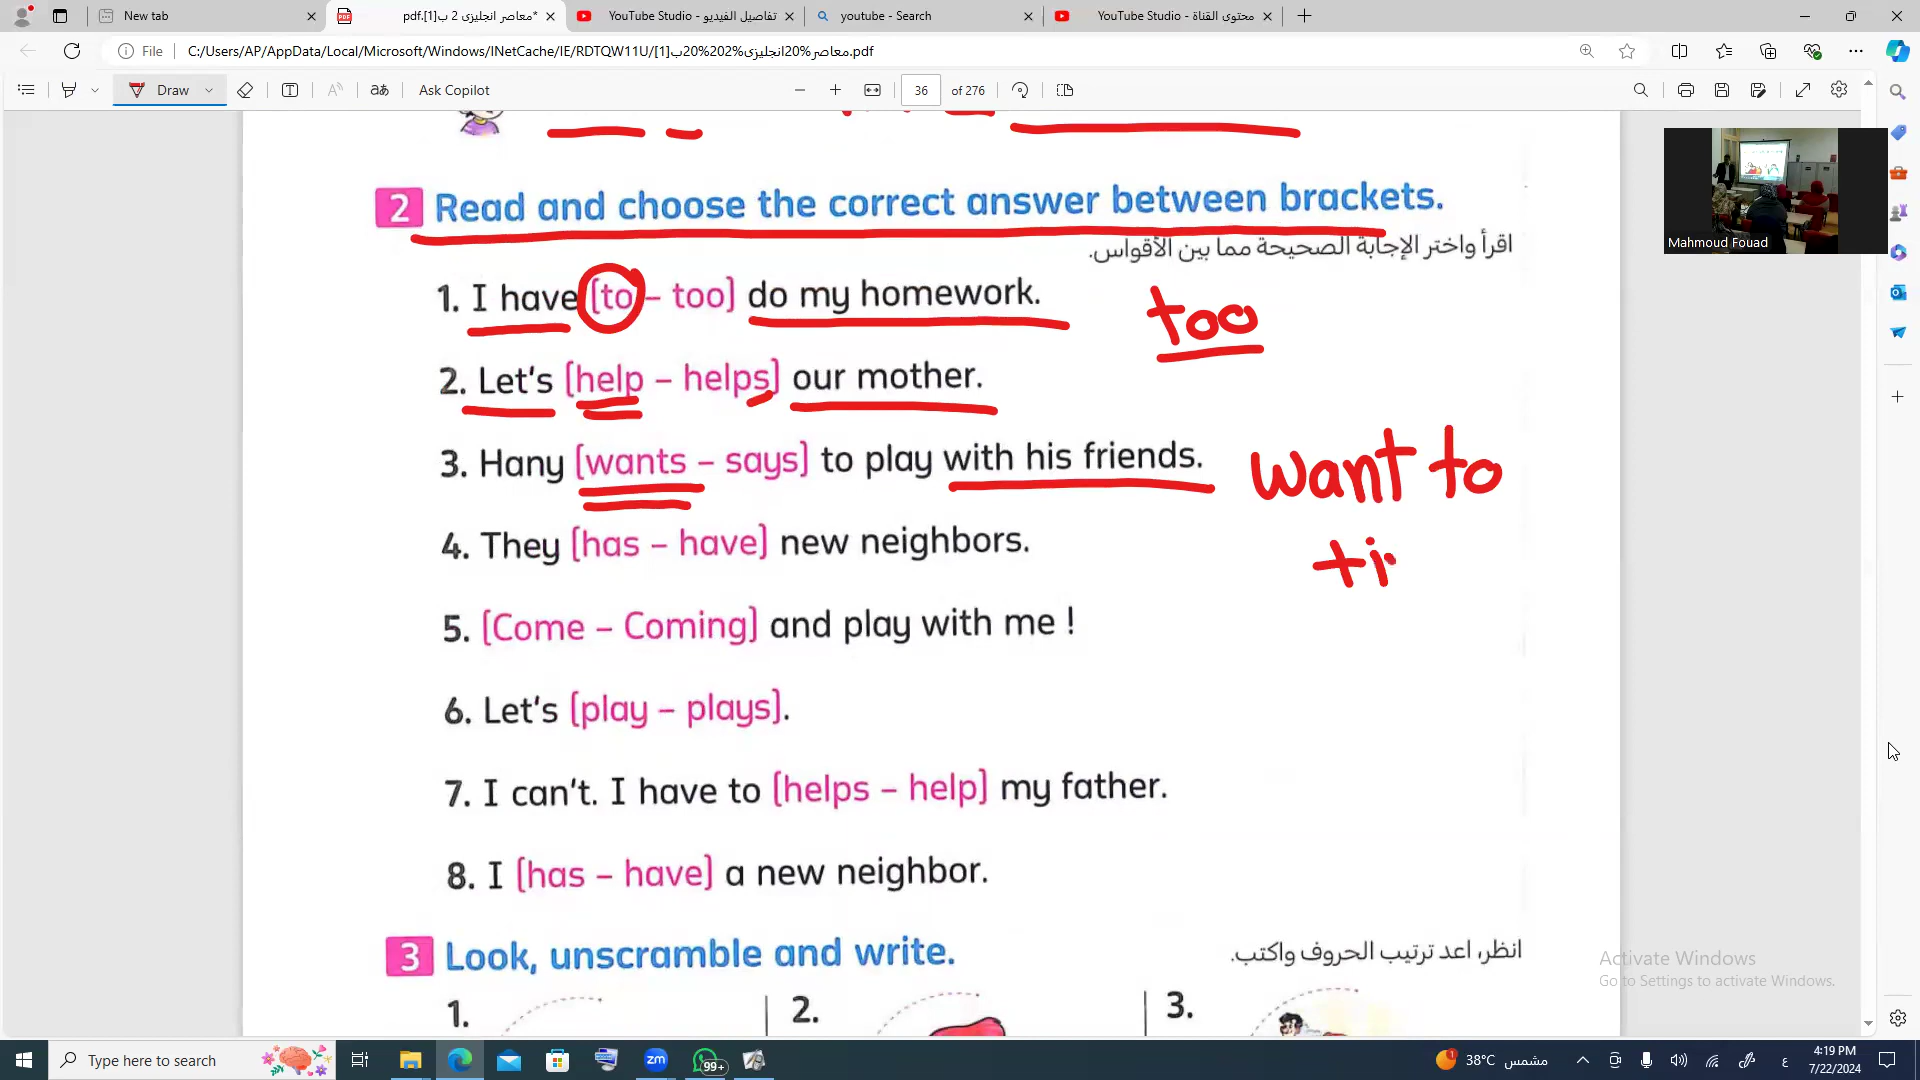 New tab
معاصر انجليزى 2 ب[1].pdf*
YouTube Studio - تفاصيل الفيديو
youtube - Search
YouTube Studio - محتوى القناة
File
C:/Users/AP/AppData/Local/Microsoft/Windows/INetCache/IE/RDTQW11U/معاصر%20انجليزى%202%20ب[1].pdf
Draw
aあ
Ask Copilot
36
of 276
Mahmoud Fouad
2 Read and choose the correct answer between brackets.
اقرأ واختر الإجابة الصحيحة مما بين الأقواس.
1. I have [to – too] do my homework.
too
2. Let's [help – helps] our mother.
3. Hany [wants – says] to play with his friends.
want to
ti
4. They [has – have] new neighbors.
5. [Come – Coming] and play with me !
6. Let's [play – plays].
7. I can't. I have to [helps – help] my father.
8. I [has – have] a new neighbor.
3 Look, unscramble and write.
انظر، اعد ترتيب الحروف واكتب.
1.
2.
3.
Activate Windows
Go to Settings to activate Windows.
Type here to search
zm
99+
38°C مشمس
ع
4:19 PM
7/22/2024